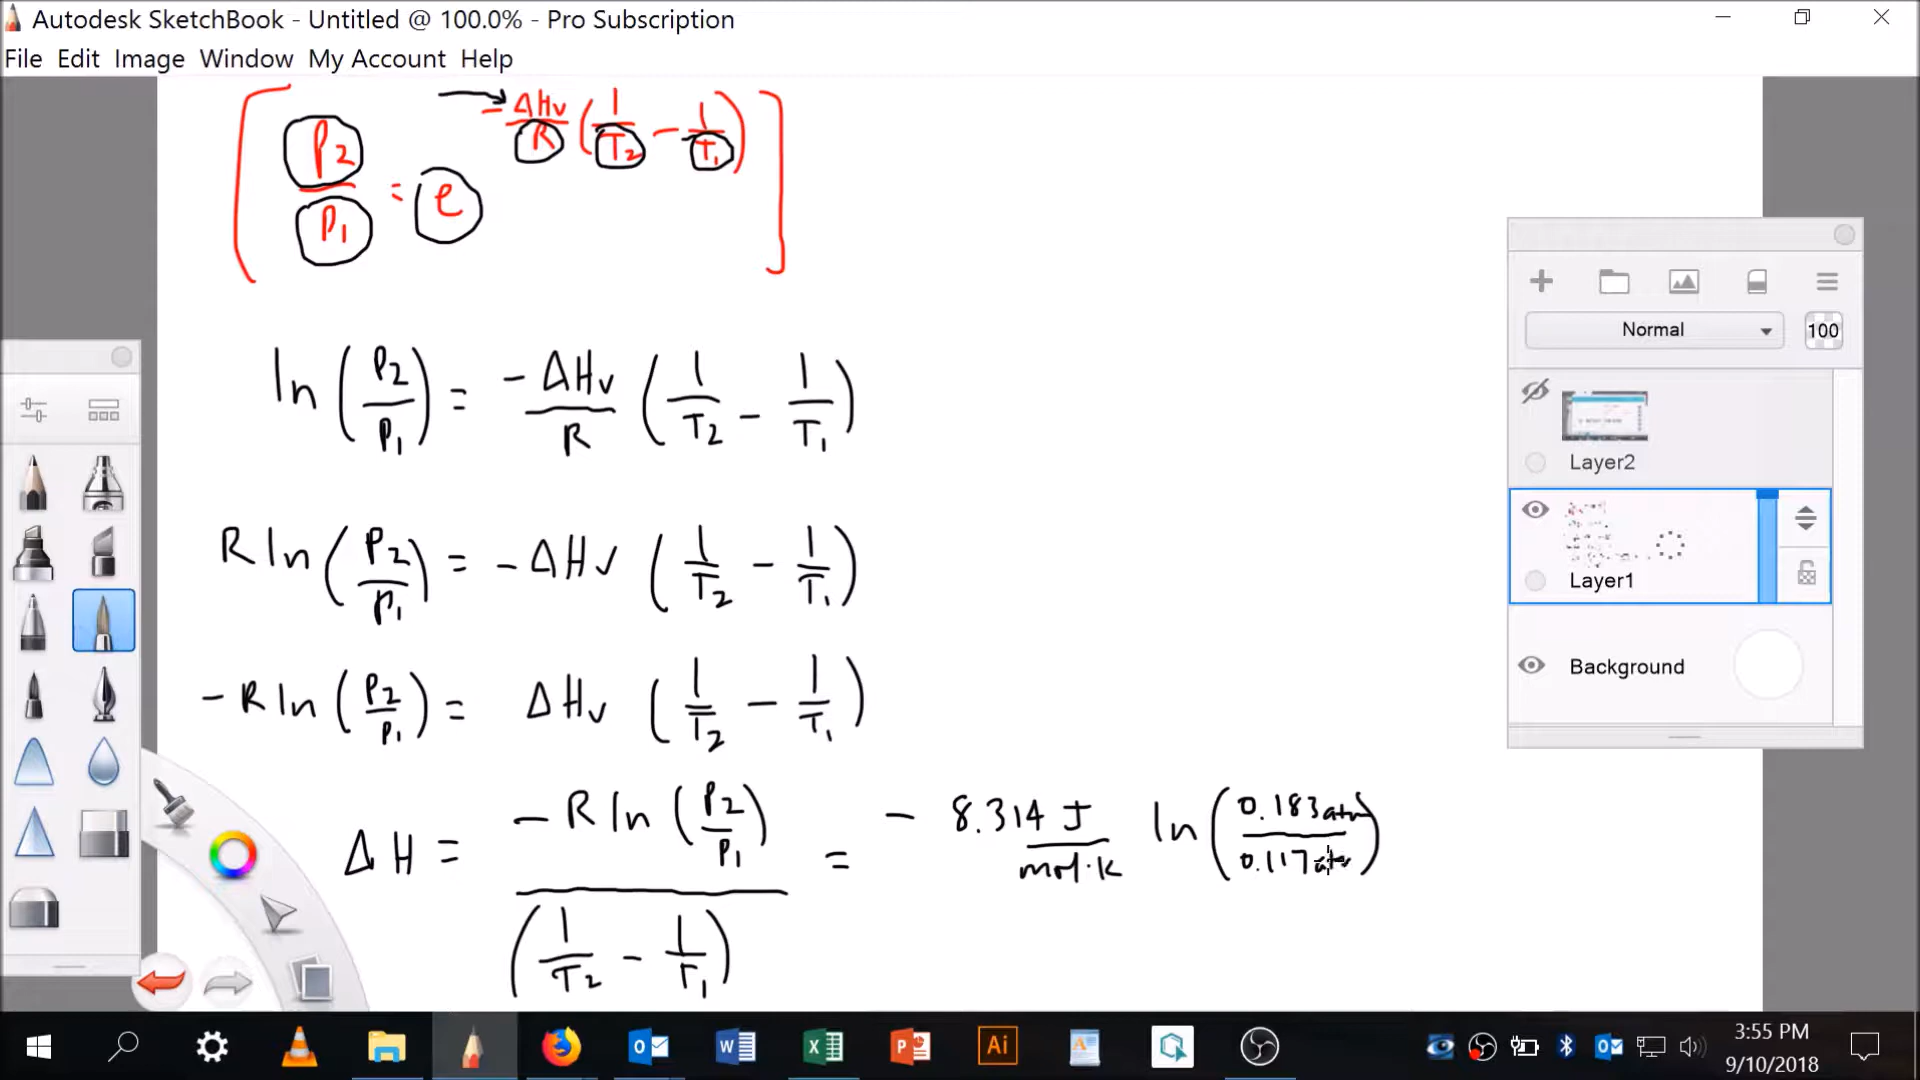 Autodesk SketchBook - Untitled @ 100.0% - Pro Subscription
File Edit Image Window My Account Help
P2/P1 = e^(-ΔHv/R (1/T2 - 1/T1))
ln (P2/P1) = -ΔHv/R (1/T2 - 1/T1)
R ln (P2/P1) = -ΔHv (1/T2 - 1/T1)
-R ln (P2/P1) = ΔHv (1/T2 - 1/T1)
ΔH = -R ln (P2/P1) / (1/T2 - 1/T1) = - 8.314 J/mol·K ln (0.183 atm/0.117 atm)
Normal
100
Layer2
Layer1
Background
Ai
3:55 PM
9/10/2018